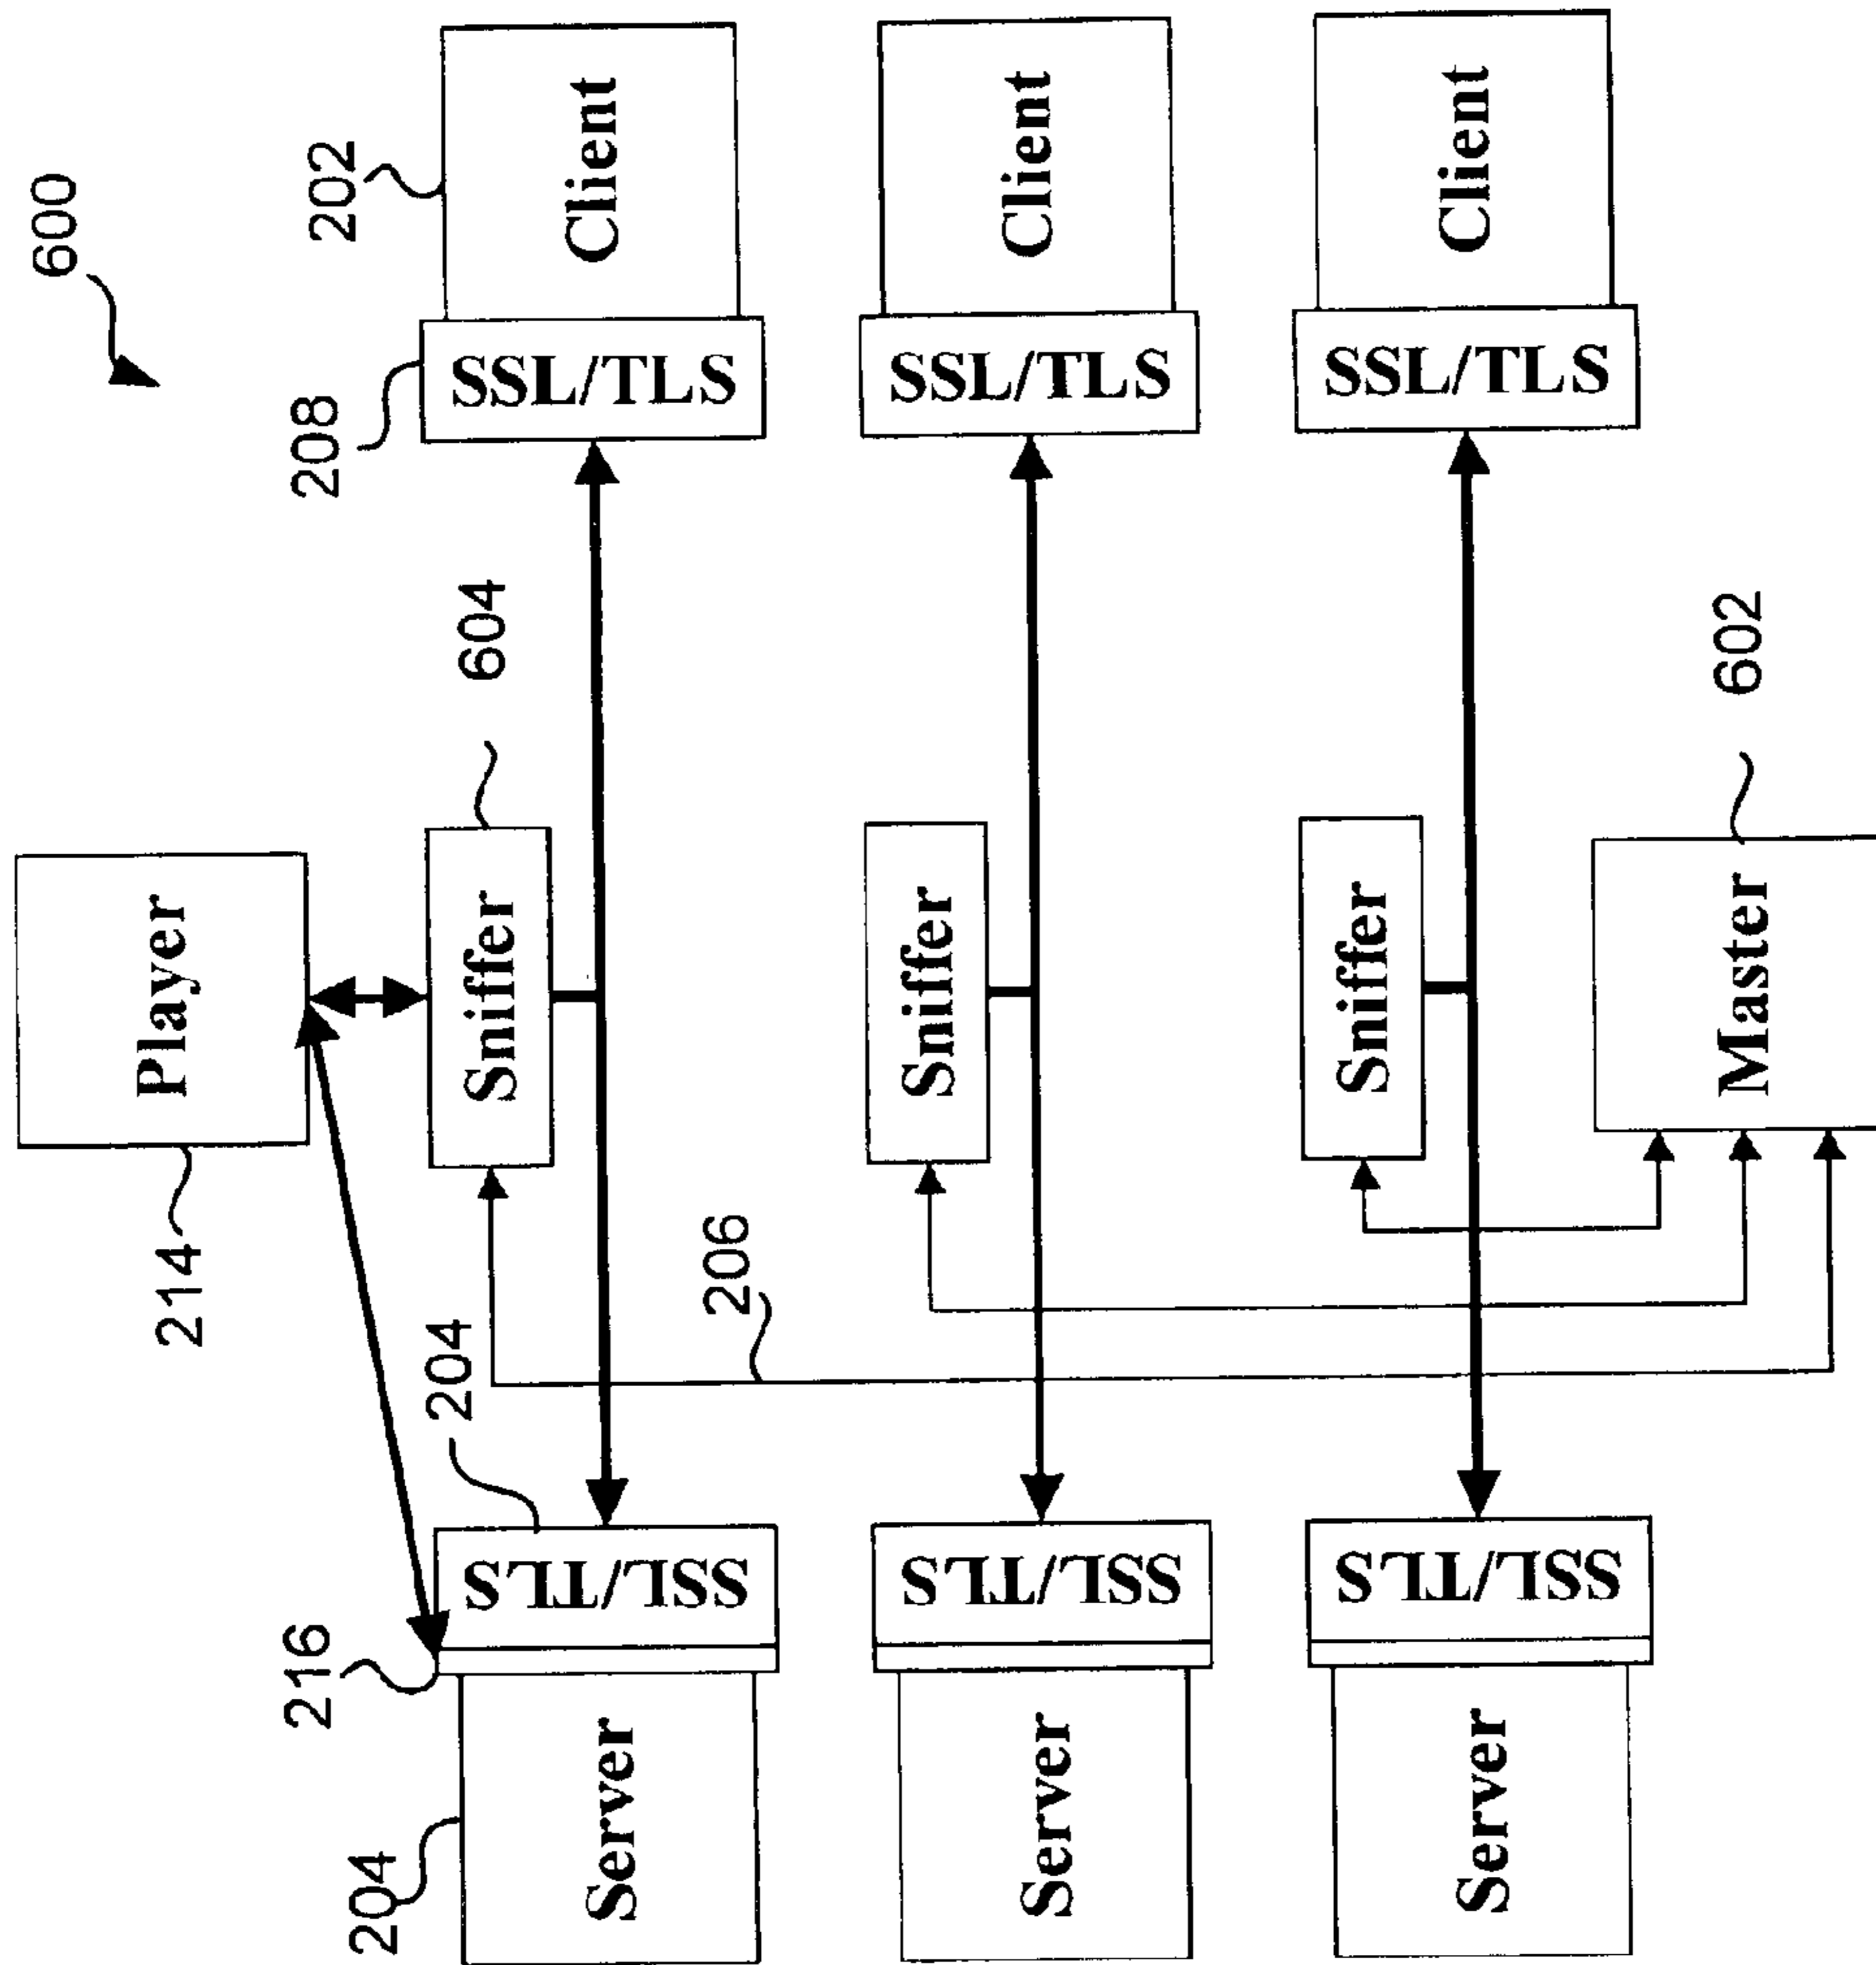 600
Player
214
202
Client
208
SSL/TLS
604
Sniffer
204
SSL/TLS
216
204
Server
206
Client
SSL/TLS
Sniffer
SSL/TLS
Server
Client
SSL/TLS
Sniffer
SSL/TLS
Server
602
Master